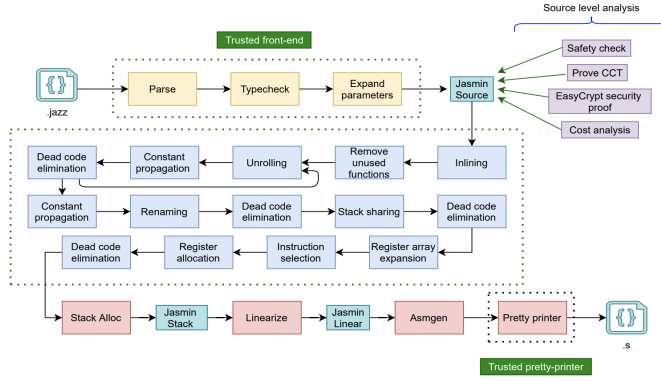 Source level analysis
Trusted front-end
Safety check
Prove CCT
EasyCrypt security
proof
Cost analysis
{ }
.jazz
Parse
Typecheck
Expand
parameters
Jasmin
Source
Dead code
elimination
Constant
propagation
Unrolling
Remove
unused
functions
Inlining
Constant
propagation
Renaming
Dead code
elimination
Stack sharing
Dead code
elimination
Dead code
elimination
Register
allocation
Instruction
selection
Register array
expansion
Stack Alloc
Jasmin
Stack
Linearize
Jasmin
Linear
Asmgen
Pretty printer
{ }
.s
Trusted pretty-printer